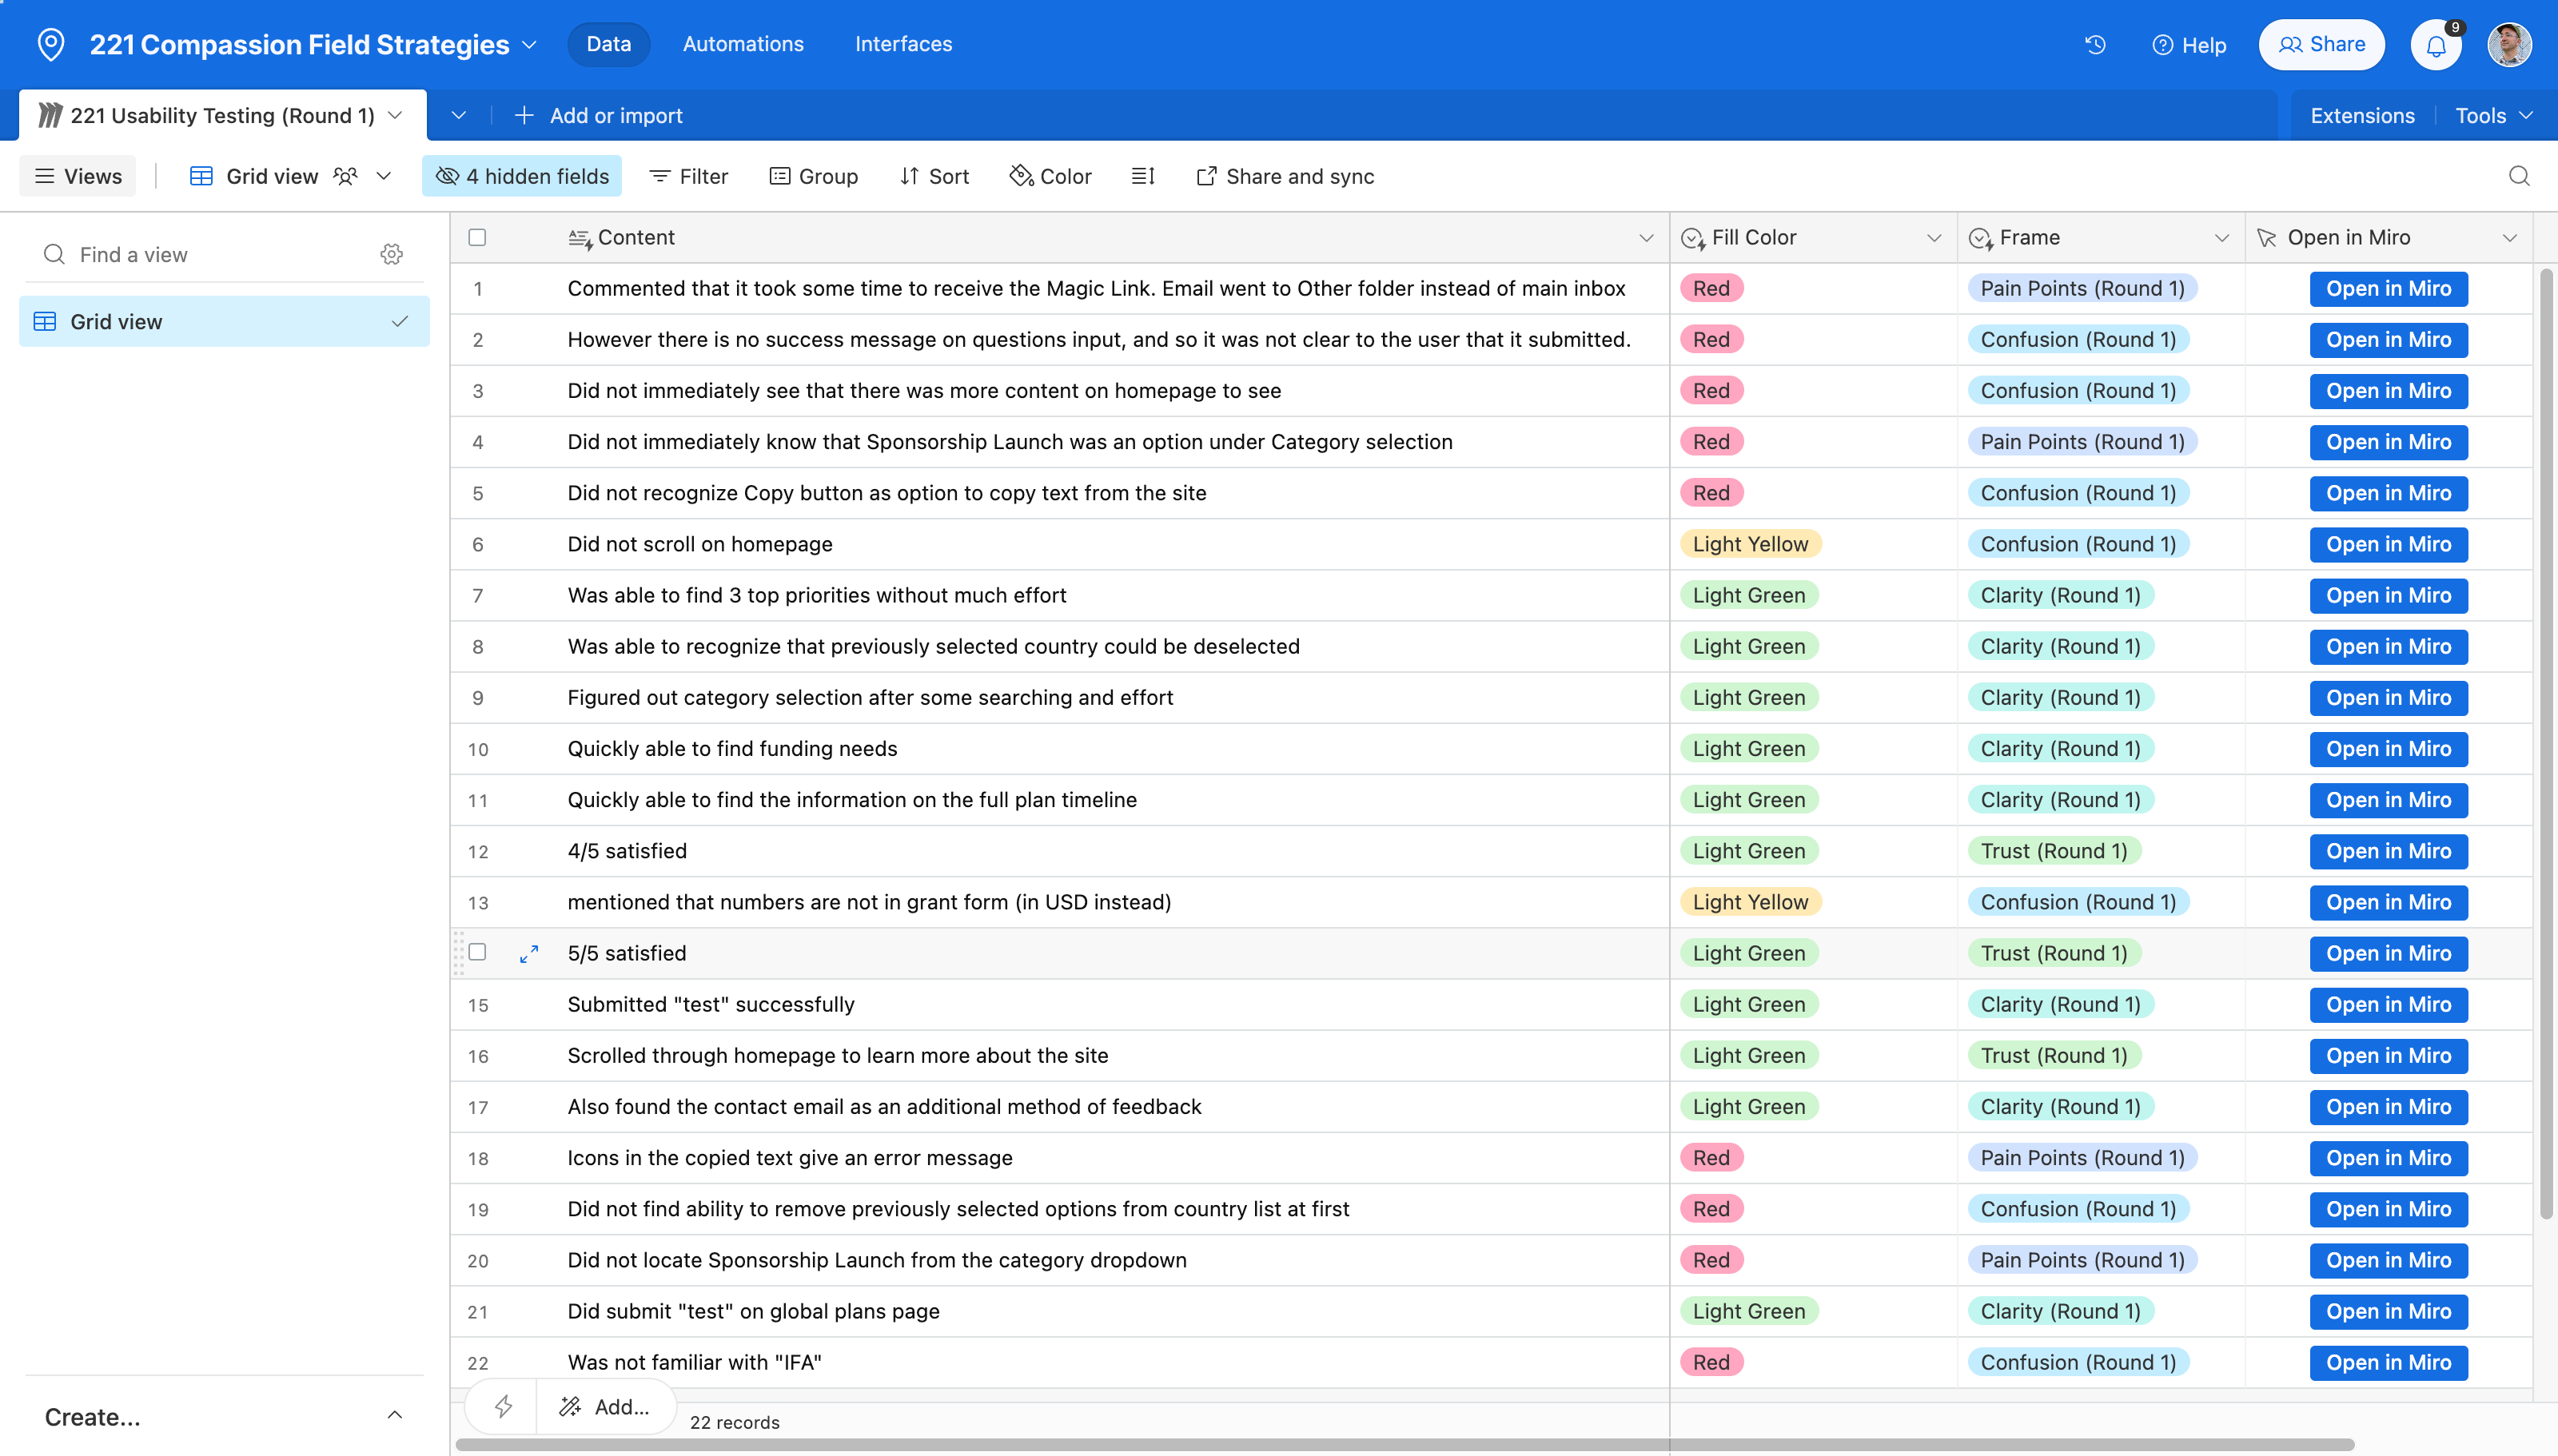 221 Compassion Field Strategies
Data
Automations
Interfaces
Help
Share
9
221 Usability Testing (Round 1)
Add or import
Extensions
Tools
Views
Grid view
4 hidden fields
Filter
Group
Sort
Color
Share and sync
Find a view
Grid view
Create...
Content Fill Color Frame Open in Miro
1 Commented that it took some time to receive the Magic Link. Email went to Other folder instead of main inbox Red Pain Points (Round 1) Open in Miro
2 However there is no success message on questions input, and so it was not clear to the user that it submitted. Red Confusion (Round 1) Open in Miro
3 Did not immediately see that there was more content on homepage to see Red Confusion (Round 1) Open in Miro
4 Did not immediately know that Sponsorship Launch was an option under Category selection Red Pain Points (Round 1) Open in Miro
5 Did not recognize Copy button as option to copy text from the site Red Confusion (Round 1) Open in Miro
6 Did not scroll on homepage Light Yellow Confusion (Round 1) Open in Miro
7 Was able to find 3 top priorities without much effort Light Green Clarity (Round 1) Open in Miro
8 Was able to recognize that previously selected country could be deselected Light Green Clarity (Round 1) Open in Miro
9 Figured out category selection after some searching and effort Light Green Clarity (Round 1) Open in Miro
10 Quickly able to find funding needs Light Green Clarity (Round 1) Open in Miro
11 Quickly able to find the information on the full plan timeline Light Green Clarity (Round 1) Open in Miro
12 4/5 satisfied Light Green Trust (Round 1) Open in Miro
13 mentioned that numbers are not in grant form (in USD instead) Light Yellow Confusion (Round 1) Open in Miro
5/5 satisfied Light Green Trust (Round 1) Open in Miro
15 Submitted "test" successfully Light Green Clarity (Round 1) Open in Miro
16 Scrolled through homepage to learn more about the site Light Green Trust (Round 1) Open in Miro
17 Also found the contact email as an additional method of feedback Light Green Clarity (Round 1) Open in Miro
18 Icons in the copied text give an error message Red Pain Points (Round 1) Open in Miro
19 Did not find ability to remove previously selected options from country list at first Red Confusion (Round 1) Open in Miro
20 Did not locate Sponsorship Launch from the category dropdown Red Pain Points (Round 1) Open in Miro
21 Did submit "test" on global plans page Light Green Clarity (Round 1) Open in Miro
22 Was not familiar with "IFA" Red Confusion (Round 1) Open in Miro
Add...
22 records